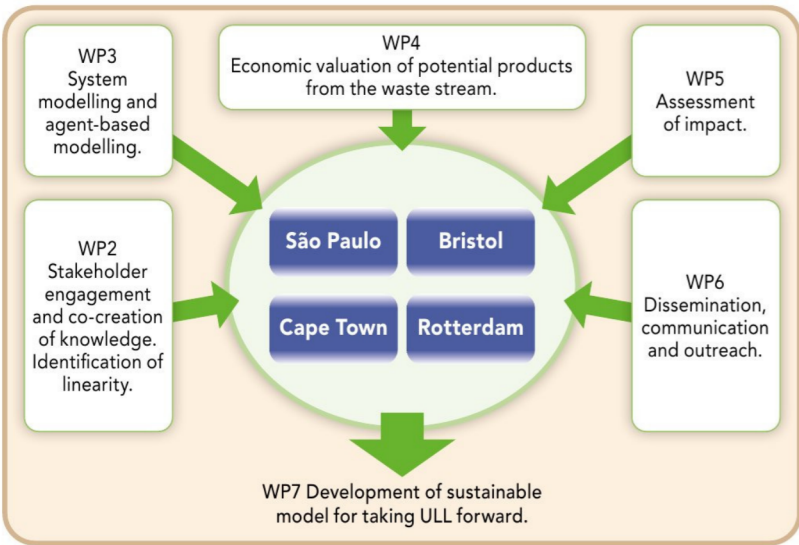 WP3
System
modelling and
agent-based
modelling.
WP4
Economic valuation of potential products
from the waste stream.
WP5
Assessment
of impact.
WP2
Stakeholder
engagement
and co-creation
of knowledge.
Identification of
linearity.
São Paulo
Bristol
Cape Town
Rotterdam
WP6
Dissemination,
communication
and outreach.
WP7 Development of sustainable
model for taking ULL forward.